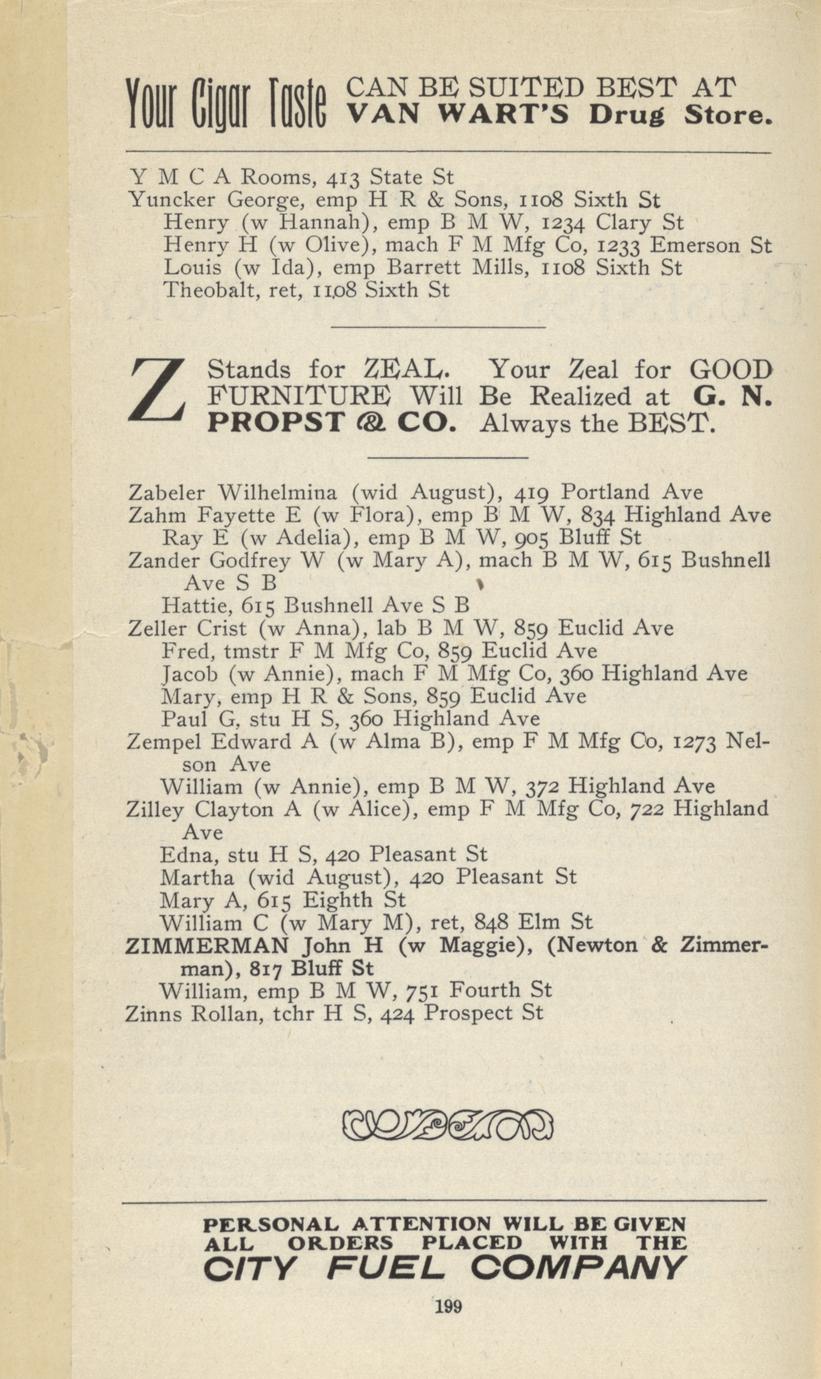 Your Cigar Taste CAN BE SUITED BEST AT
VAN WART'S Drug Store.
Y M C A Rooms, 413 State St
Yuncker George, emp H R & Sons, 1108 Sixth St
Henry (w Hannah), emp B M W, 1234 Clary St
Henry H (w Olive), mach F M Mfg Co, 1233 Emerson St
Louis (w Ida), emp Barrett Mills, 1108 Sixth St
Theobalt, ret, 1108 Sixth St
Z Stands for ZEAL. Your Zeal for GOOD
FURNITURE Will Be Realized at G. N.
PROPST & CO. Always the BEST.
Zabeler Wilhelmina (wid August), 419 Portland Ave
Zahm Fayette E (w Flora), emp B M W, 834 Highland Ave
Ray E (w Adelia), emp B M W, 905 Bluff St
Zander Godfrey W (w Mary A), mach B M W, 615 Bushnell
Ave S B
Hattie, 615 Bushnell Ave S B
Zeller Crist (w Anna), lab B M W, 859 Euclid Ave
Fred, tmstr F M Mfg Co, 859 Euclid Ave
Jacob (w Annie), mach F M Mfg Co, 360 Highland Ave
Mary, emp H R & Sons, 859 Euclid Ave
Paul G, stu H S, 360 Highland Ave
Zempel Edward A (w Alma B), emp F M Mfg Co, 1273 Nel-
son Ave
William (w Annie), emp B M W, 372 Highland Ave
Zilley Clayton A (w Alice), emp F M Mfg Co, 722 Highland
Ave
Edna, stu H S, 420 Pleasant St
Martha (wid August), 420 Pleasant St
Mary A, 615 Eighth St
William C (w Mary M), ret, 848 Elm St
ZIMMERMAN John H (w Maggie), (Newton & Zimmer-
man), 817 Bluff St
William, emp B M W, 751 Fourth St
Zinns Rollan, tchr H S, 424 Prospect St
PERSONAL ATTENTION WILL BE GIVEN
ALL ORDERS PLACED WITH THE
CITY FUEL COMPANY
199